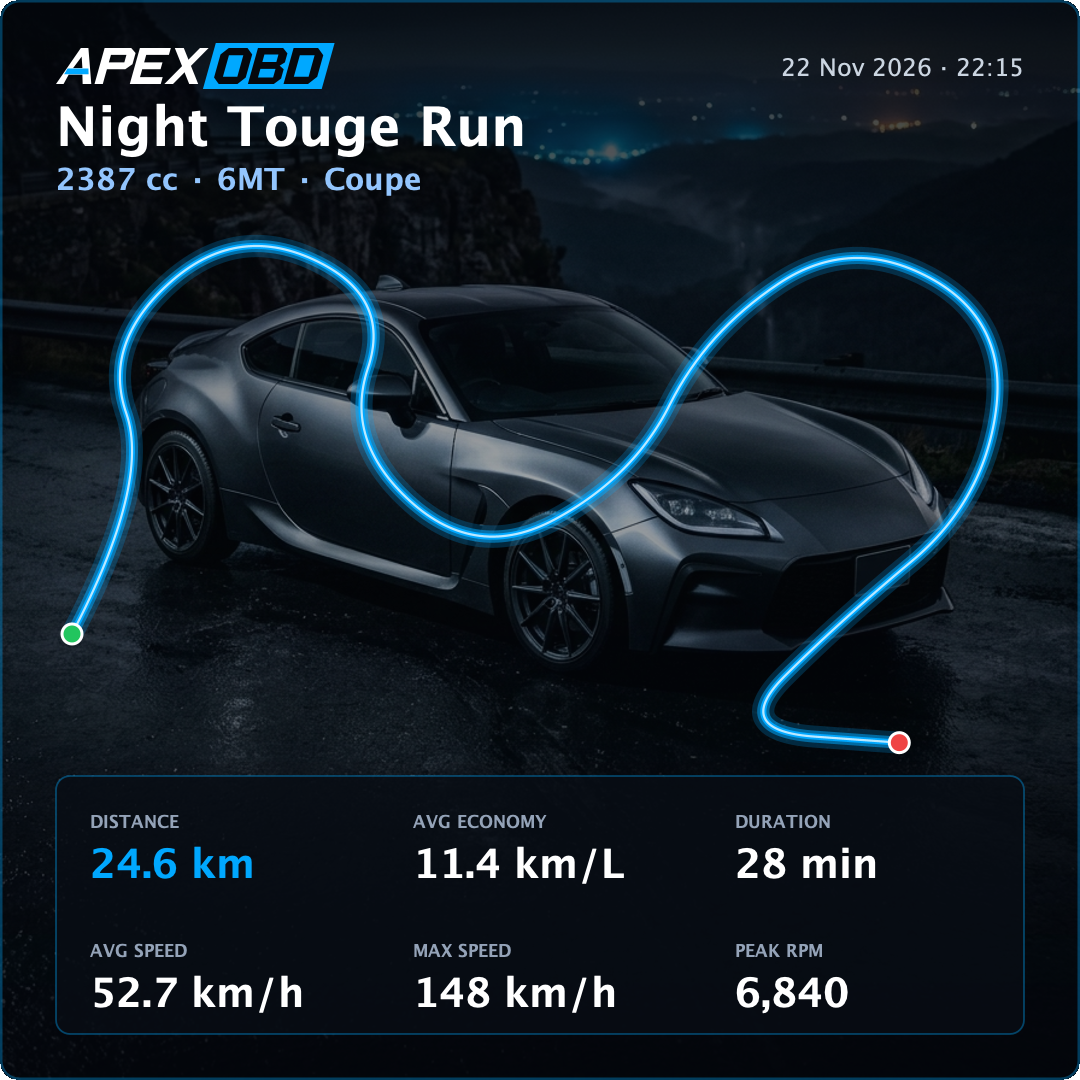 APEX OBD
22 Nov 2026 · 22:15
Night Touge Run
2387 cc · 6MT · Coupe
DISTANCE
24.6 km
AVG ECONOMY
11.4 km/L
DURATION
28 min
AVG SPEED
52.7 km/h
MAX SPEED
148 km/h
PEAK RPM
6,840